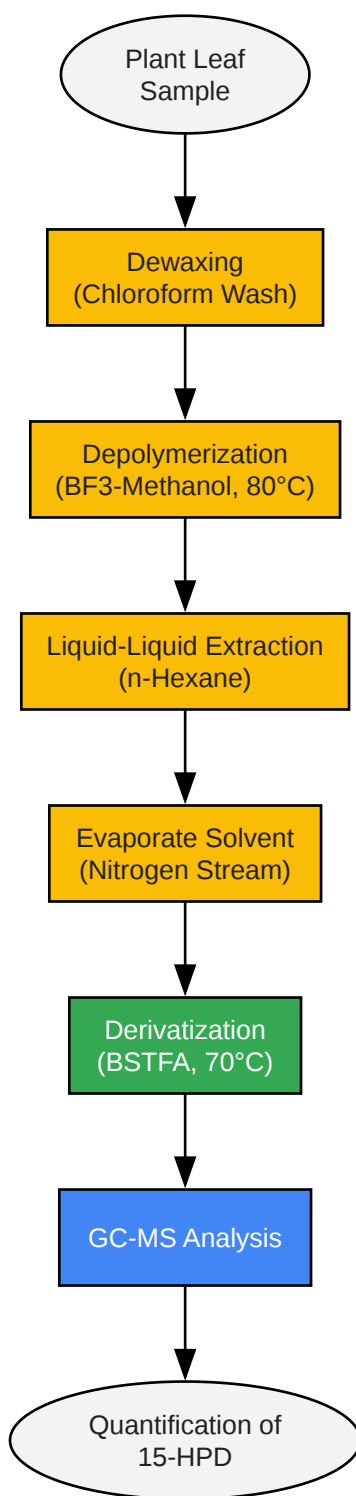 Plant Leaf
Sample
Dewaxing
(Chloroform Wash)
Depolymerization
(BF3-Methanol, 80°C)
Liquid-Liquid Extraction
(n-Hexane)
Evaporate Solvent
(Nitrogen Stream)
Derivatization
(BSTFA, 70°C)
GC-MS Analysis
Quantification of
15-HPD